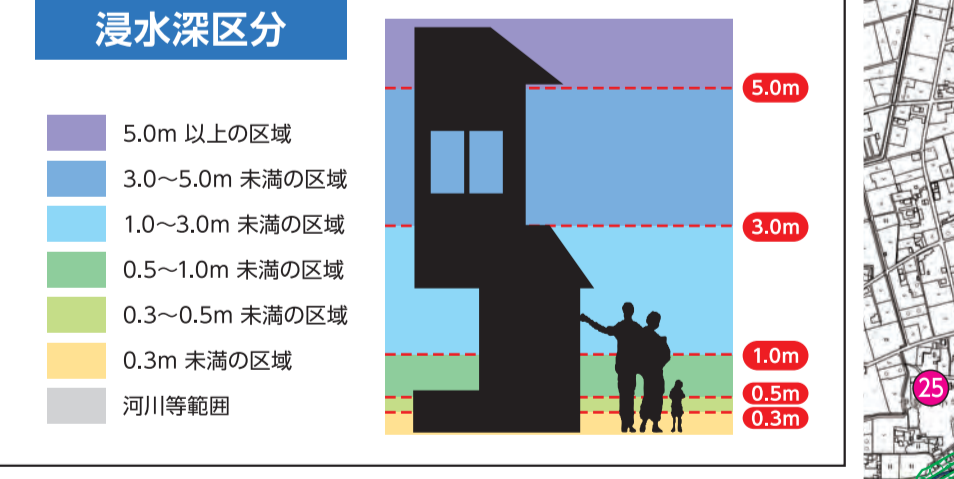 浸水深区分
5.0m 以上の区域
3.0～5.0m 未満の区域
1.0～3.0m 未満の区域
0.5～1.0m 未満の区域
0.3～0.5m 未満の区域
0.3m 未満の区域
河川等範囲
5.0m
3.0m
1.0m
0.5m
0.3m
25